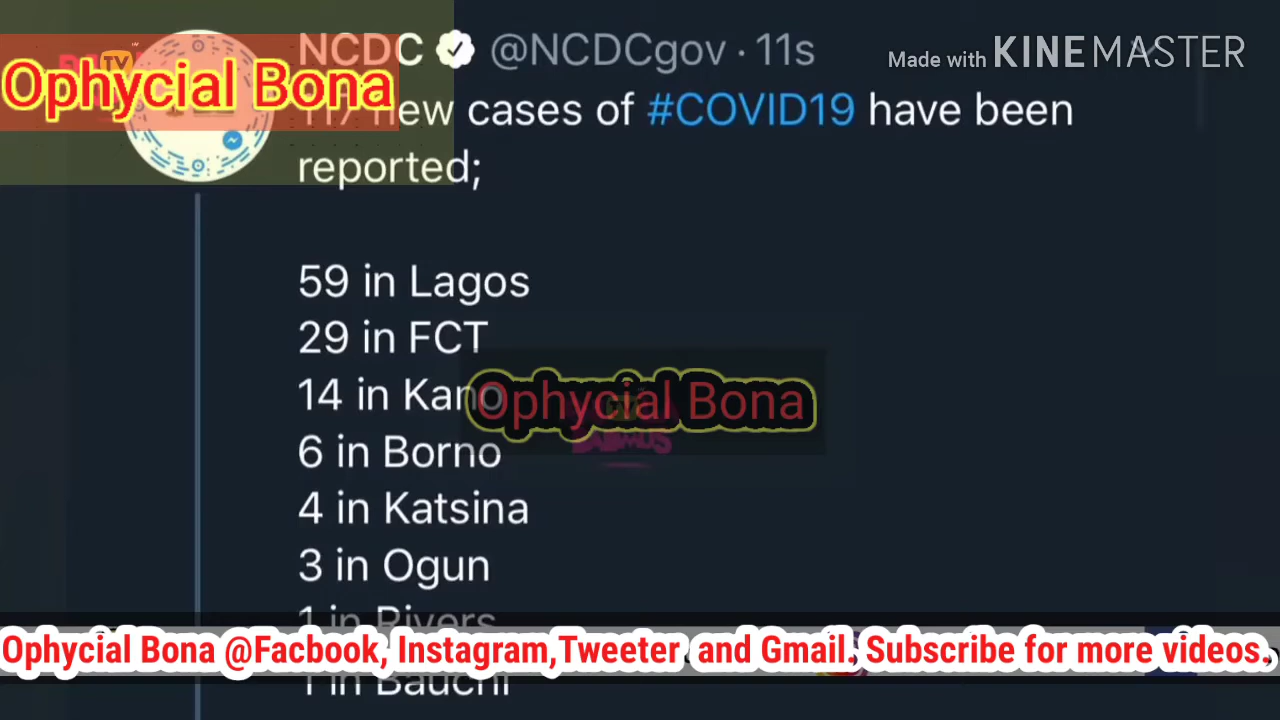 NCDC @NCDCgov · 11s
Made with KINEMASTER
Ophycial Bona
117 new cases of #COVID19 have been
reported;
59 in Lagos
29 in FCT
14 in Kano
Ophycial Bona
6 in Borno
4 in Katsina
3 in Ogun
1 in Rivers
Ophycial Bona @Facbook, Instagram,Tweeter and Gmail. Subscribe for more videos.
1 in Bauchi